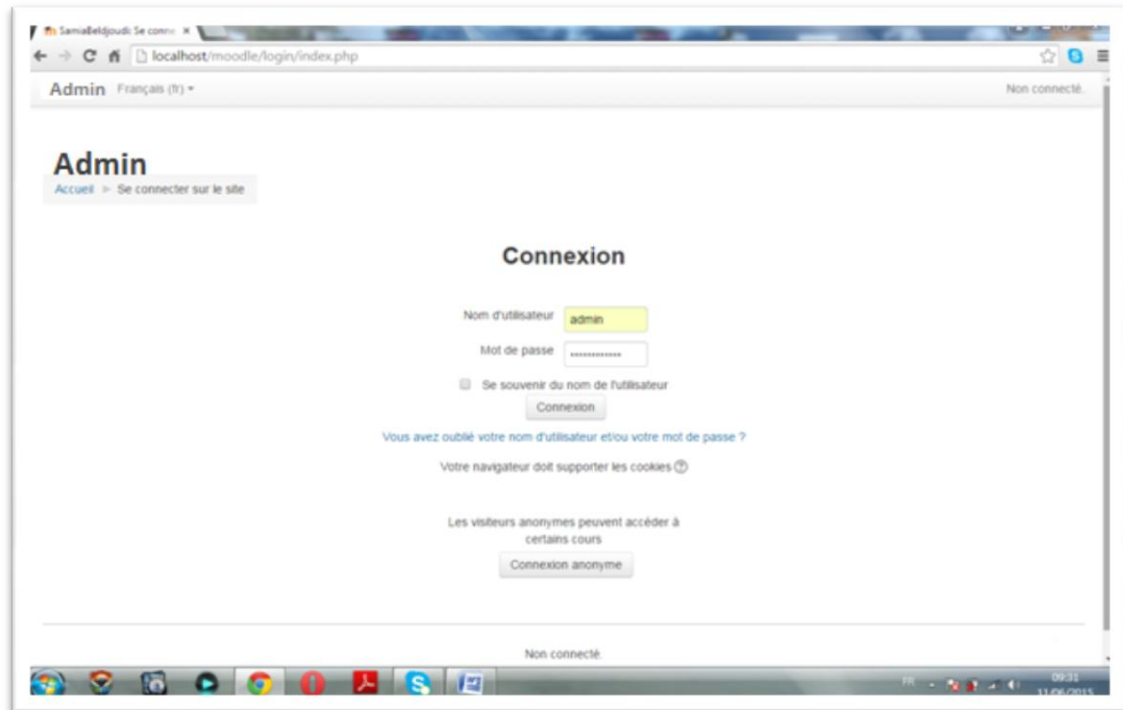 SamiaBeldjoudi: Se conne
localhost/moodle/login/index.php
Admin Français (fr)
Non connecté.
Admin
Accueil ► Se connecter sur le site
Connexion
Nom d'utilisateur admin
Mot de passe ••••••••••••
Se souvenir du nom de l'utilisateur
Connexion
Vous avez oublié votre nom d'utilisateur et/ou votre mot de passe ?
Votre navigateur doit supporter les cookies
Les visiteurs anonymes peuvent accéder à
certains cours
Connexion anonyme
Non connecté.
FR
09:31
11/06/2015